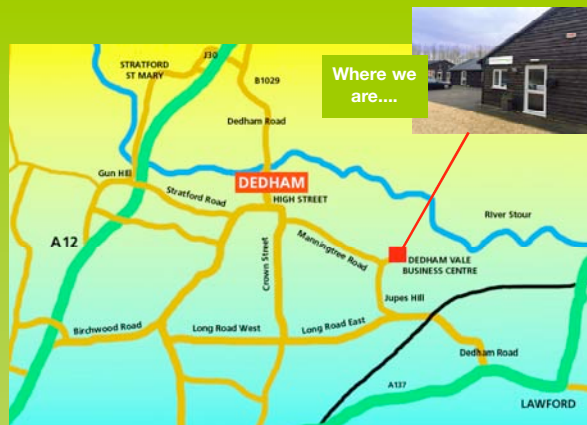 Where we
are....
J30
STRATFORD
ST MARY
B1029
Dedham Road
Gun Hill
DEDHAM
Stratford Road
HIGH STREET
River Stour
A12
Crown Street
Manningtree Road
DEDHAM VALE
BUSINESS CENTRE
Jupes Hill
Birchwood Road
Long Road West
Long Road East
Dedham Road
A137
LAWFORD